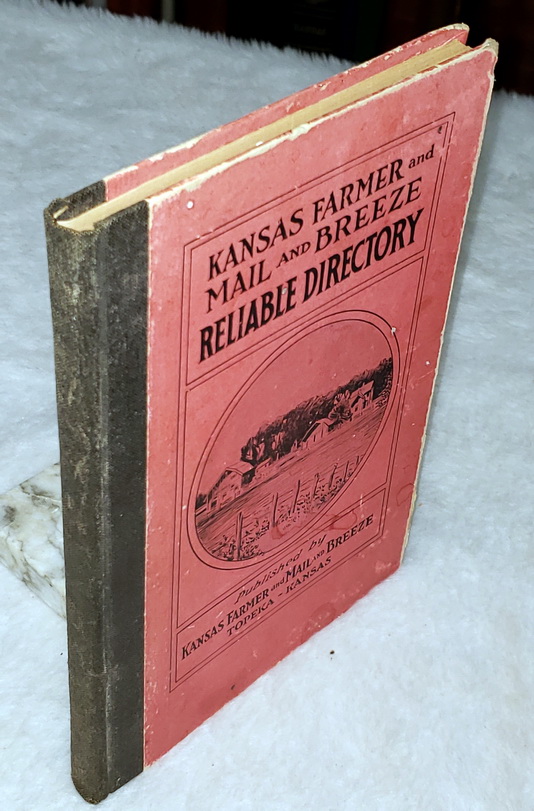 KANSAS FARMER and
MAIL AND BREEZE
RELIABLE DIRECTORY
Published by
KANSAS FARMER and MAIL AND BREEZE
TOPEKA - KANSAS